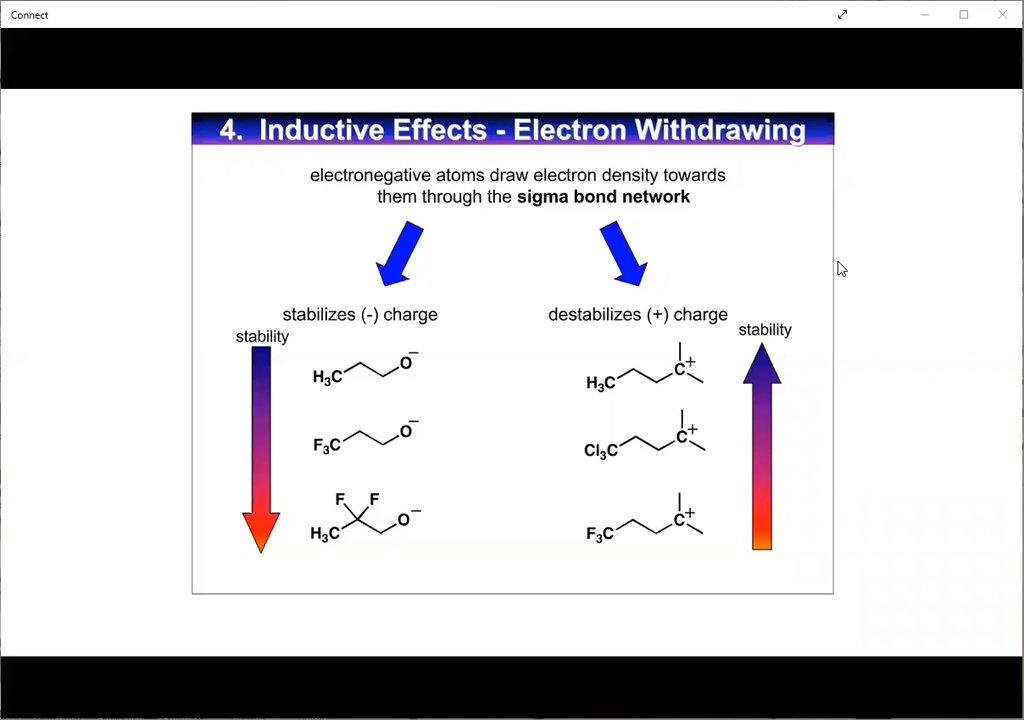 Connect
4. Inductive Effects - Electron Withdrawing
electronegative atoms draw electron density towards
them through the sigma bond network
stabilizes (-) charge
destabilizes (+) charge
stability
stability
H₃C O⁻
H₃C C⁺
F₃C O⁻
Cl₃C C⁺
F F
H₃C O⁻
F₃C C⁺